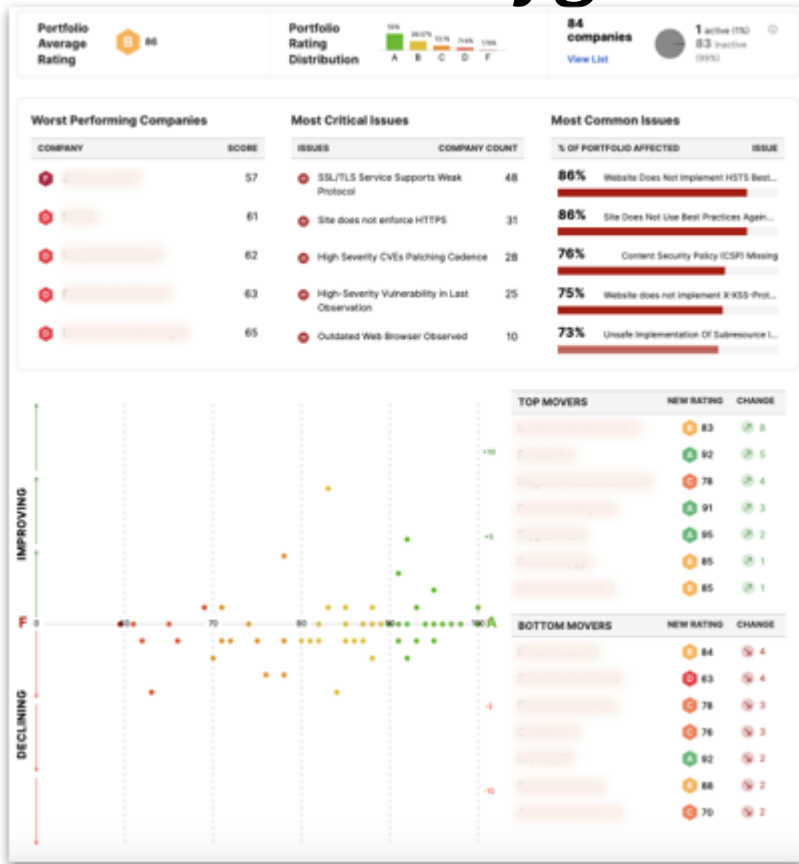 Portfolio
Average
Rating
B 86
Portfolio
Rating
Distribution
A B C D F
84
companies
View List
1 active (1%)
83 inactive
(99%)
Worst Performing Companies
COMPANY SCORE
F 57
D 61
D 62
D 63
D 65
Most Critical Issues
ISSUES COMPANY COUNT
SSL/TLS Service Supports Weak 48
Protocol
Site does not enforce HTTPS 31
High Severity CVEs Patching Cadence 28
High-Severity Vulnerability in Last 25
Observation
Outdated Web Browser Observed 10
Most Common Issues
% OF PORTFOLIO AFFECTED ISSUE
86% Website Does Not Implement HSTS Best...
86% Site Does Not Use Best Practices Again...
76% Content Security Policy (CSP) Missing
75% Website does not implement X-XSS-Prot...
73% Unsafe Implementation Of Subresource I...
IMPROVING
DECLINING
+10
+5
F 0 70 80 A
-5
-10
TOP MOVERS NEW RATING CHANGE
B 83 8
A 92 5
C 78 4
A 91 3
A 95 2
B 85 1
B 85 1
BOTTOM MOVERS NEW RATING CHANGE
B 84 4
D 63 4
C 78 3
C 76 3
A 92 2
B 88 2
C 70 2